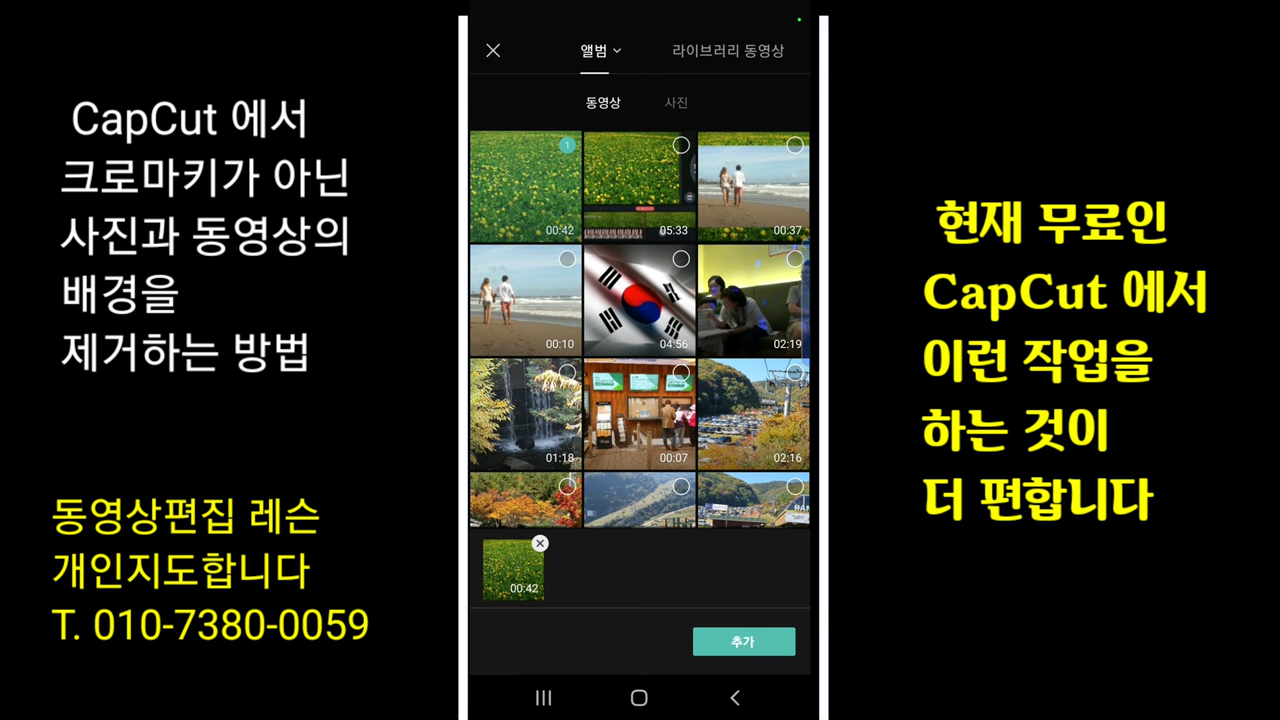 CapCut 에서
크로마키가 아닌
사진과 동영상의
배경을
제거하는 방법
동영상편집 레슨
개인지도합니다
T. 010-7380-0059
앨범
라이브러리 동영상
동영상
사진
1
00:42
05:33
00:37
00:10
04:56
02:19
01:18
00:07
02:16
00:42
추가
현재 무료인
CapCut 에서
이런 작업을
하는 것이
더 편합니다